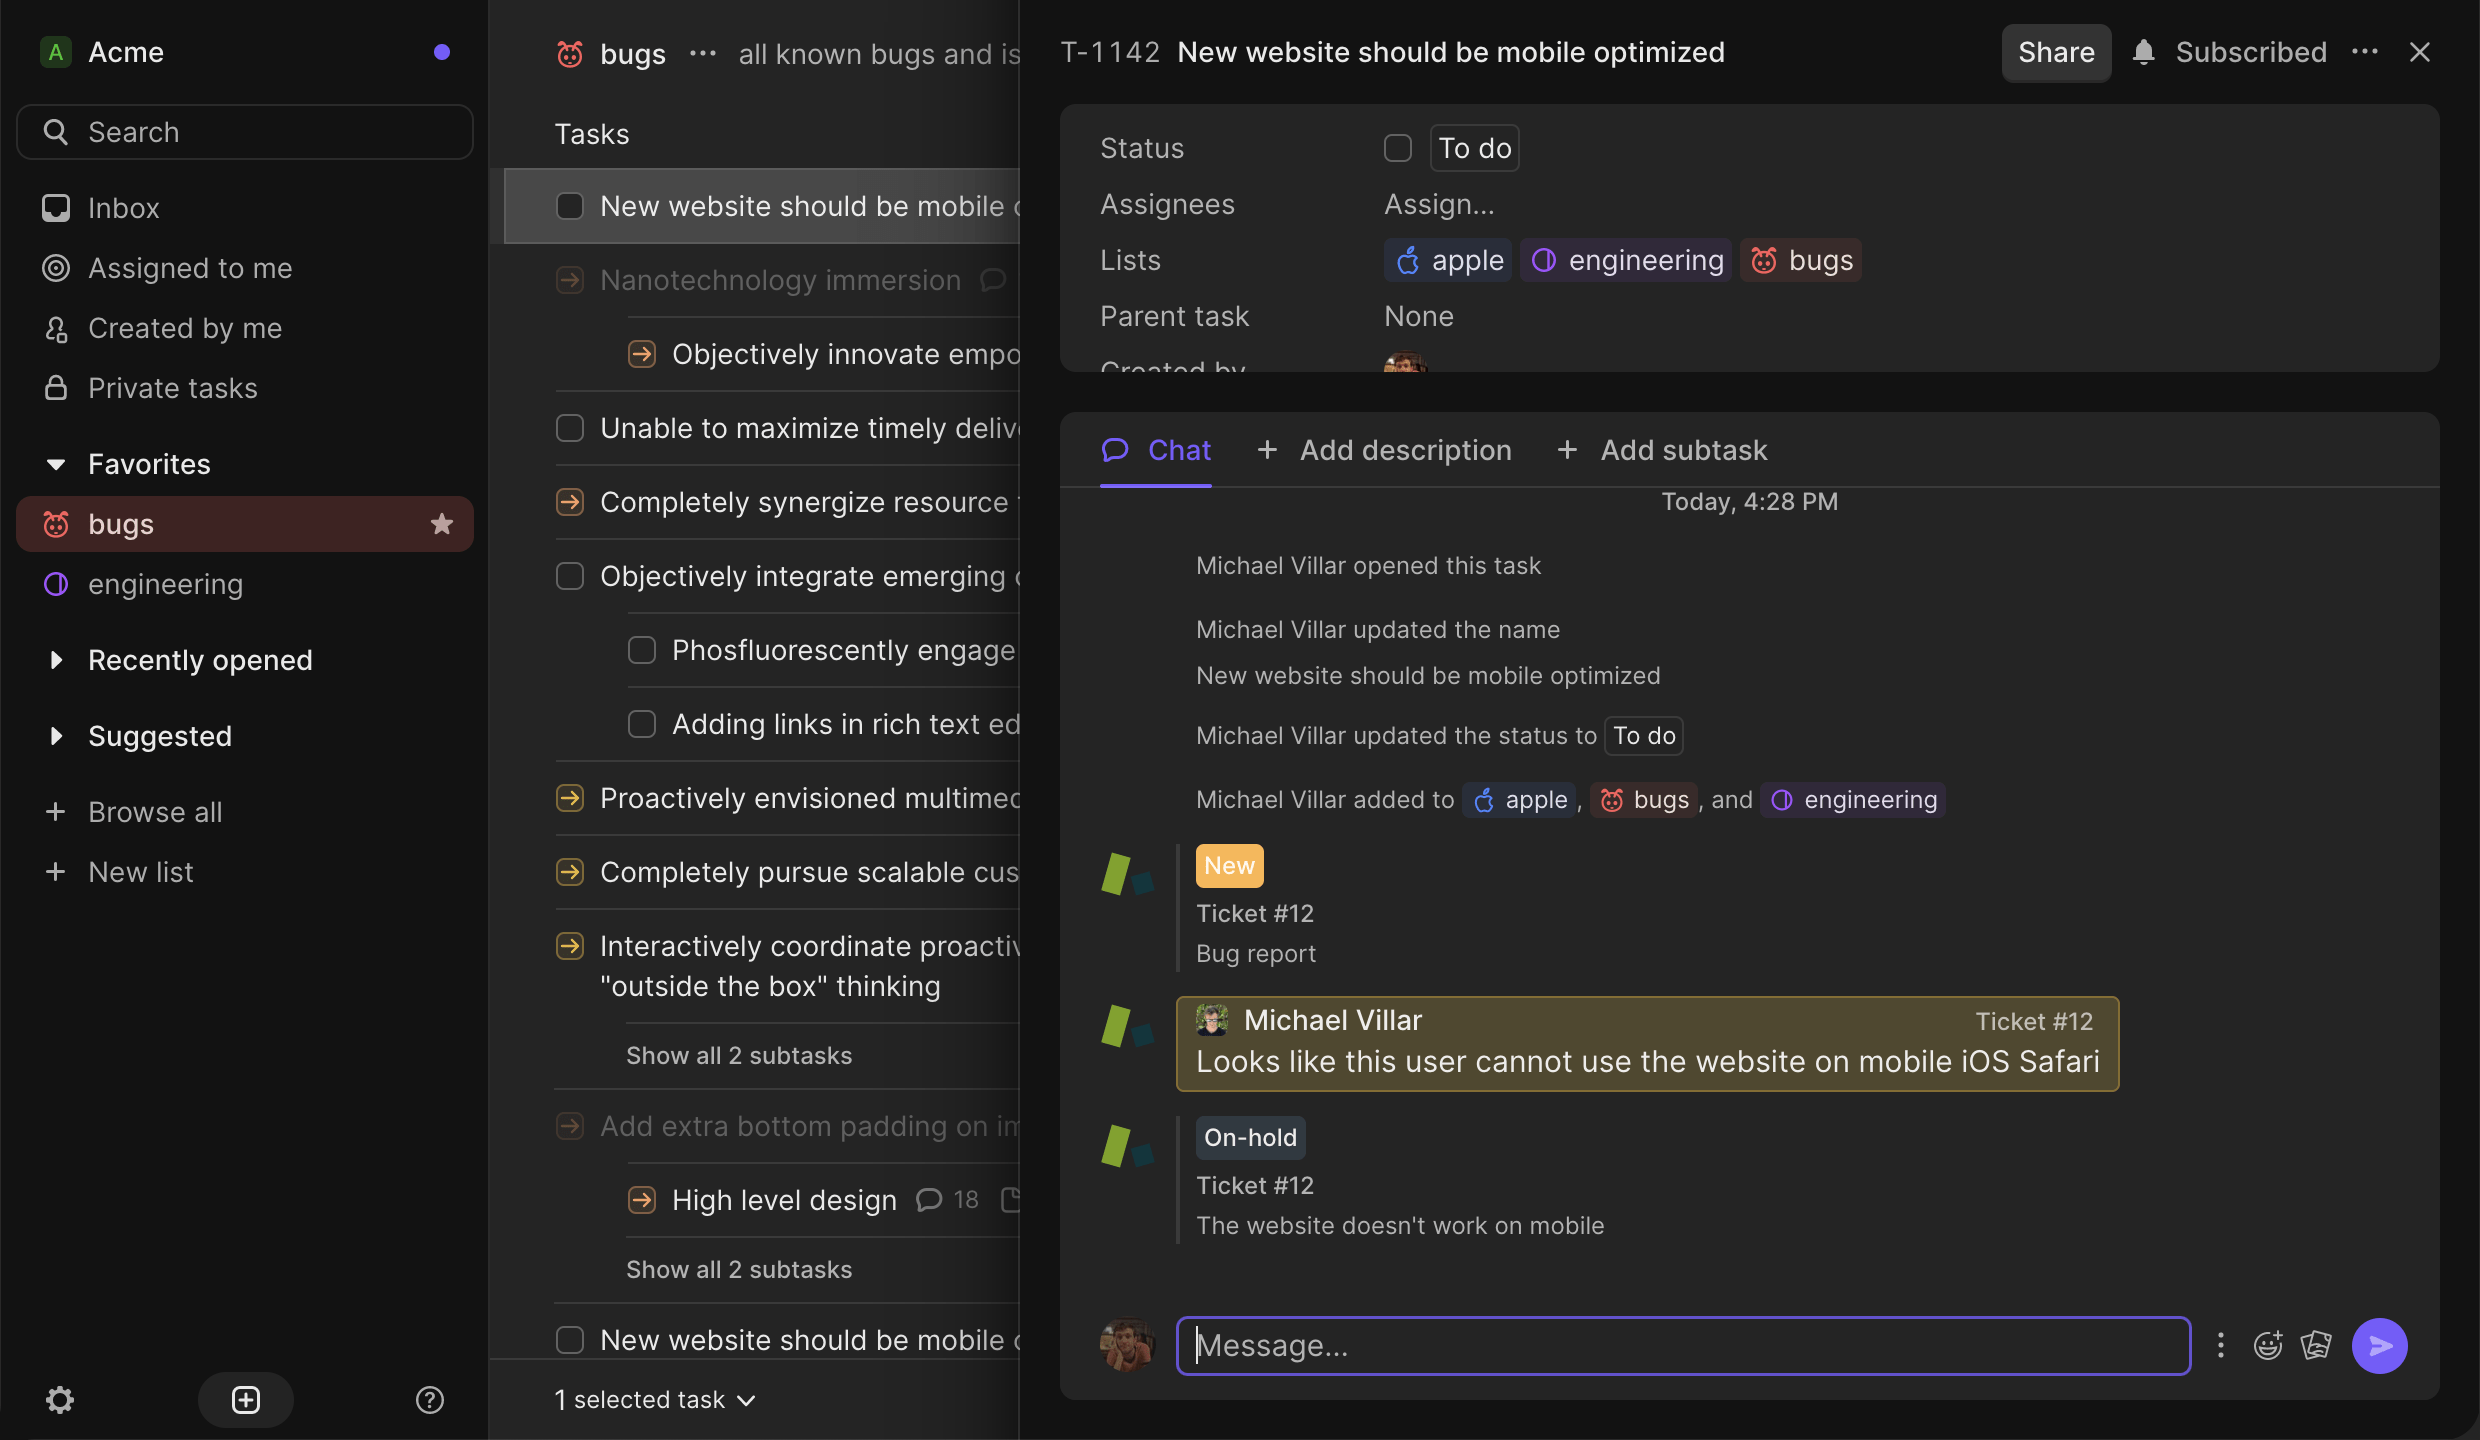 A Acme
Search
Inbox
Assigned to me
Created by me
Private tasks
Favorites
bugs
engineering
Recently opened
Suggested
Browse all
New list
bugs ··· all known bugs and is
Tasks
New website should be mobile
Nanotechnology immersion
Objectively innovate empo
Unable to maximize timely deliv
Completely synergize resource
Objectively integrate emerging
Phosfluorescently engage
Adding links in rich text ed
Proactively envisioned multimed
Completely pursue scalable cus
Interactively coordinate proactiv
"outside the box" thinking
Show all 2 subtasks
Add extra bottom padding on im
High level design 18
Show all 2 subtasks
New website should be mobile
1 selected task
T-1142 New website should be mobile optimized
Share Subscribed ···
Status To do
Assignees Assign...
Lists apple engineering bugs
Parent task None
Created by
Chat + Add description + Add subtask
Today, 4:28 PM
Michael Villar opened this task
Michael Villar updated the name
New website should be mobile optimized
Michael Villar updated the status to To do
Michael Villar added to apple, bugs, and engineering
New
Ticket #12
Bug report
Michael Villar Ticket #12
Looks like this user cannot use the website on mobile iOS Safari
On-hold
Ticket #12
The website doesn't work on mobile
Message...